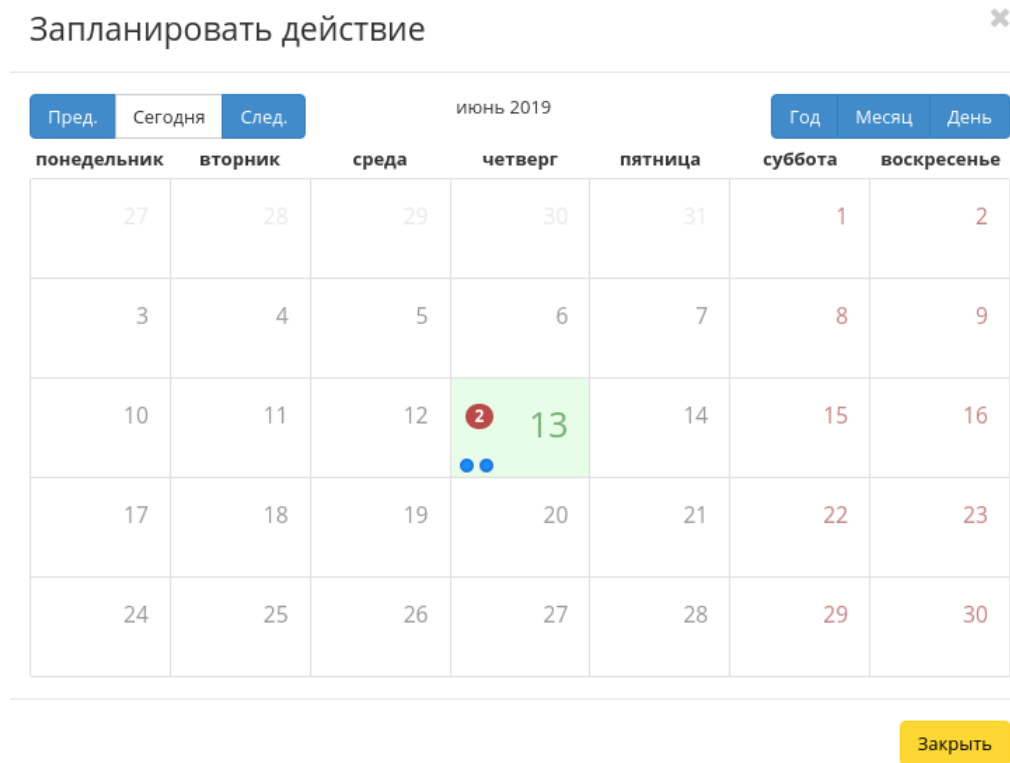 Запланировать действие
×
Пред. Сегодня След. июнь 2019 Год Месяц День
понедельник вторник среда четверг пятница суббота воскресенье
27 28 29 30 31 1 2
3 4 5 6 7 8 9
10 11 12 2 13 14 15 16
17 18 19 20 21 22 23
24 25 26 27 28 29 30
Закрыть